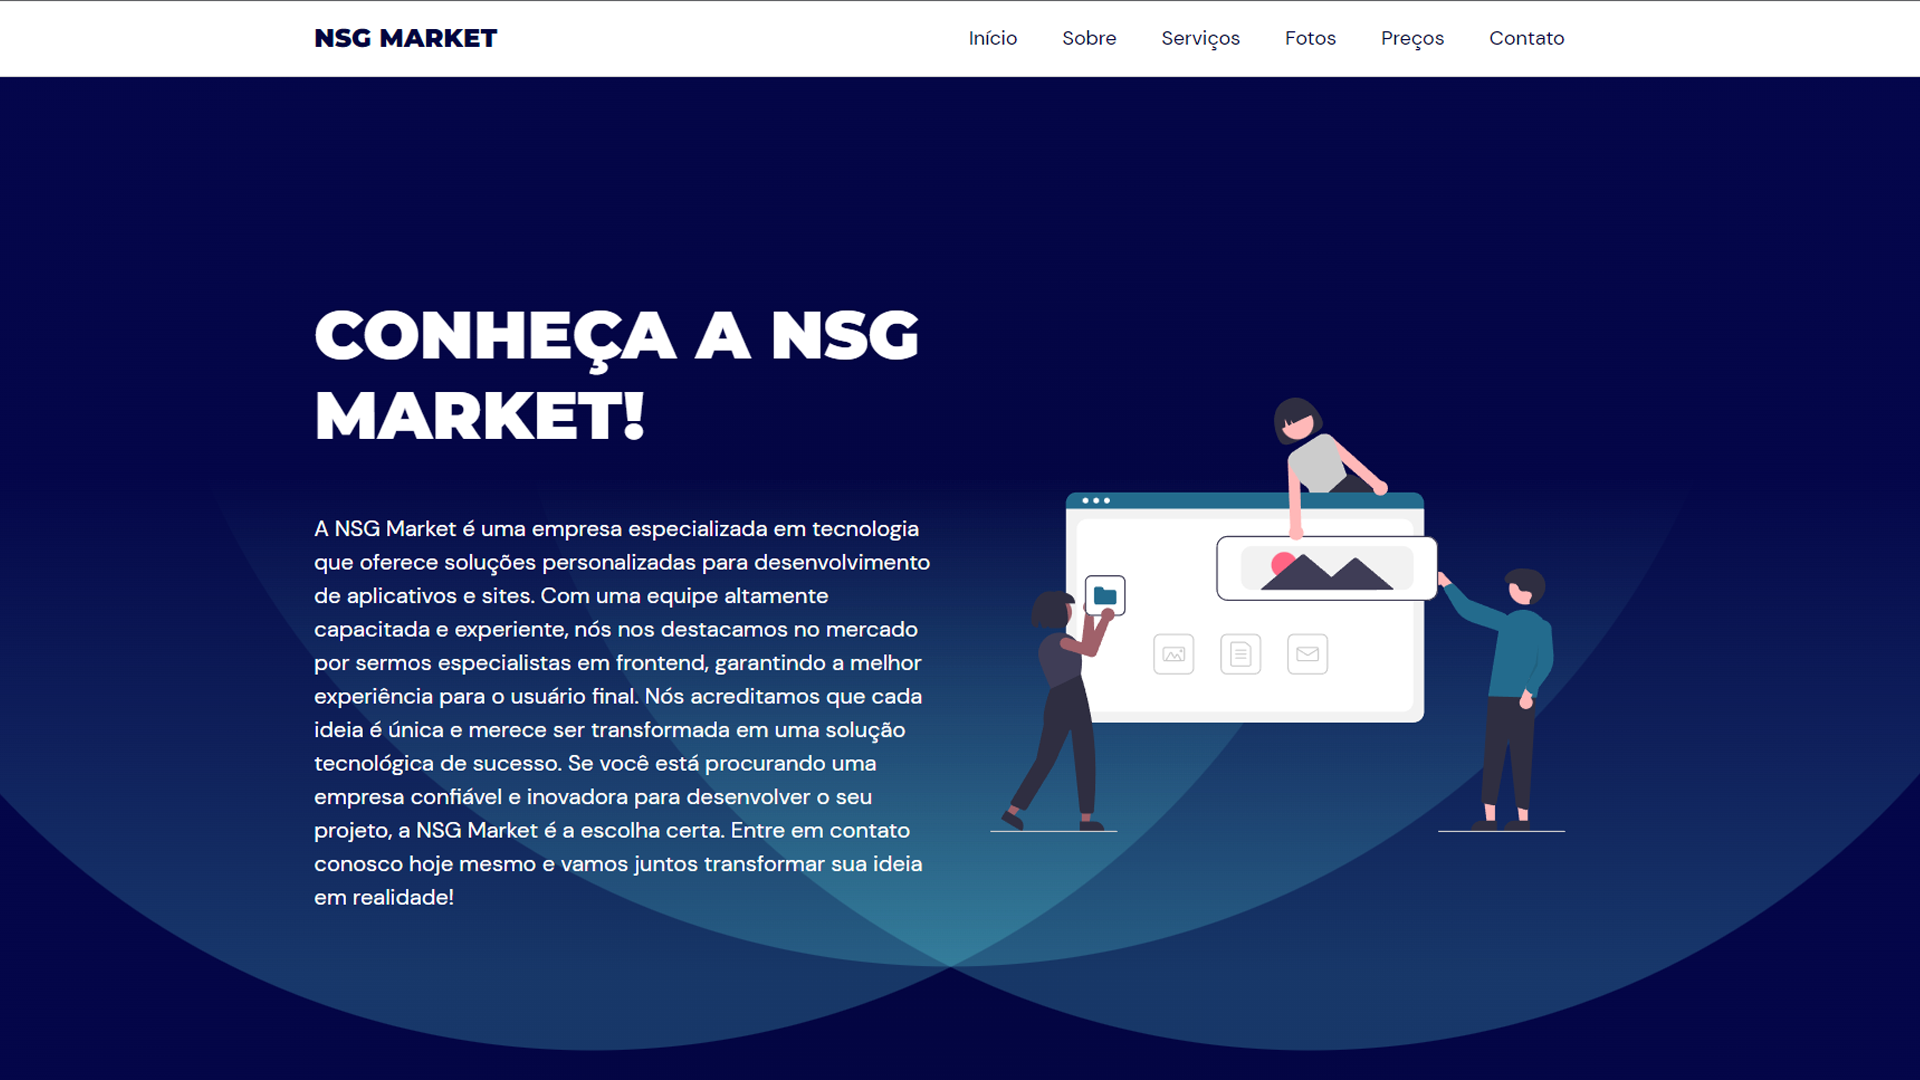 NSG MARKET
Início Sobre Serviços Fotos Preços Contato
CONHEÇA A NSG
MARKET!
A NSG Market é uma empresa especializada em tecnologia
que oferece soluções personalizadas para desenvolvimento
de aplicativos e sites. Com uma equipe altamente
capacitada e experiente, nós nos destacamos no mercado
por sermos especialistas em frontend, garantindo a melhor
experiência para o usuário final. Nós acreditamos que cada
ideia é única e merece ser transformada em uma solução
tecnológica de sucesso. Se você está procurando uma
empresa confiável e inovadora para desenvolver o seu
projeto, a NSG Market é a escolha certa. Entre em contato
conosco hoje mesmo e vamos juntos transformar sua ideia
em realidade!